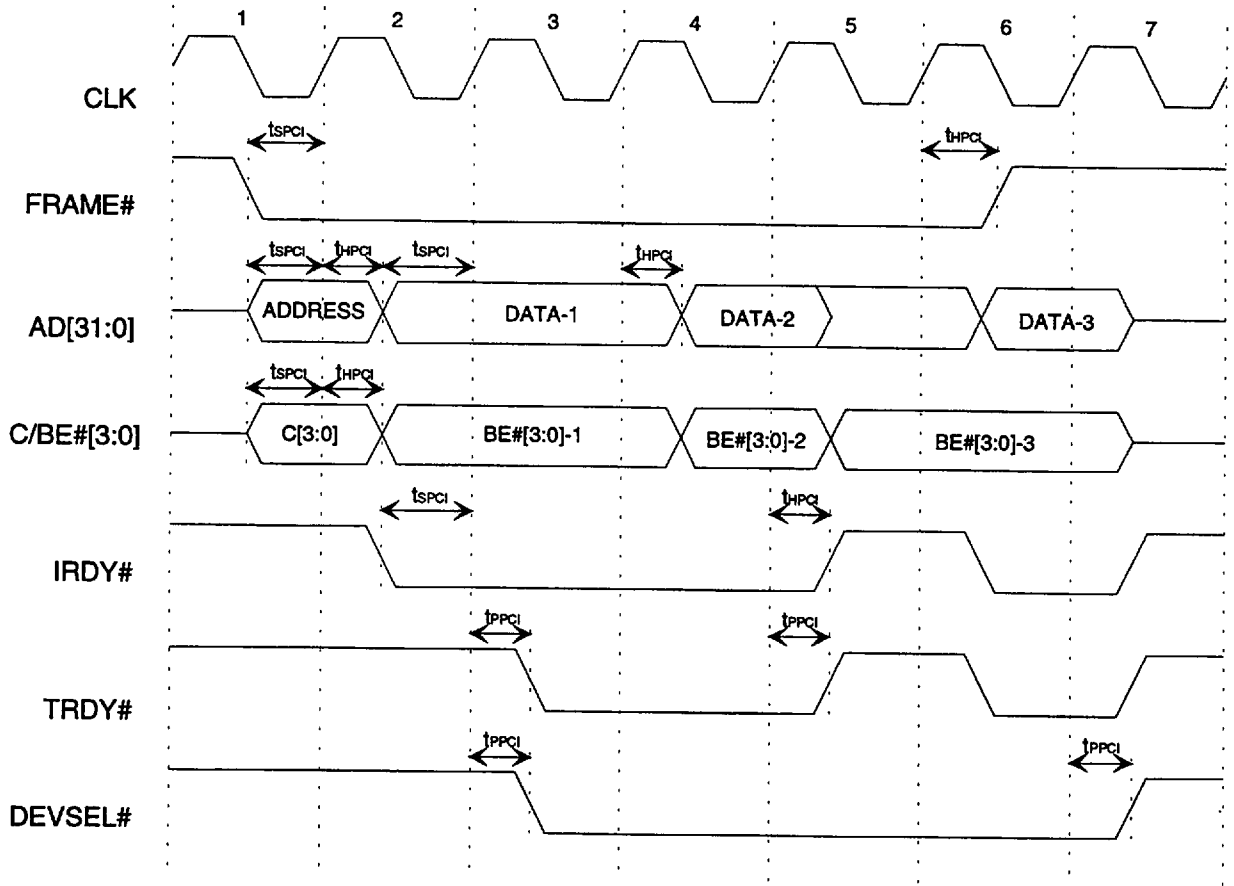 1 2 3 4 5 6 7
CLK
tSPCI tHPCI
FRAME#
tSPCI tHPCI tSPCI tHPCI
AD[31:0] ADDRESS DATA-1 DATA-2 DATA-3
tSPCI tHPCI
C/BE#[3:0] C[3:0] BE#[3:0]-1 BE#[3:0]-2 BE#[3:0]-3
tSPCI tHPCI
IRDY#
tPPCI tPPCI
TRDY#
tPPCI tPPCI
DEVSEL#